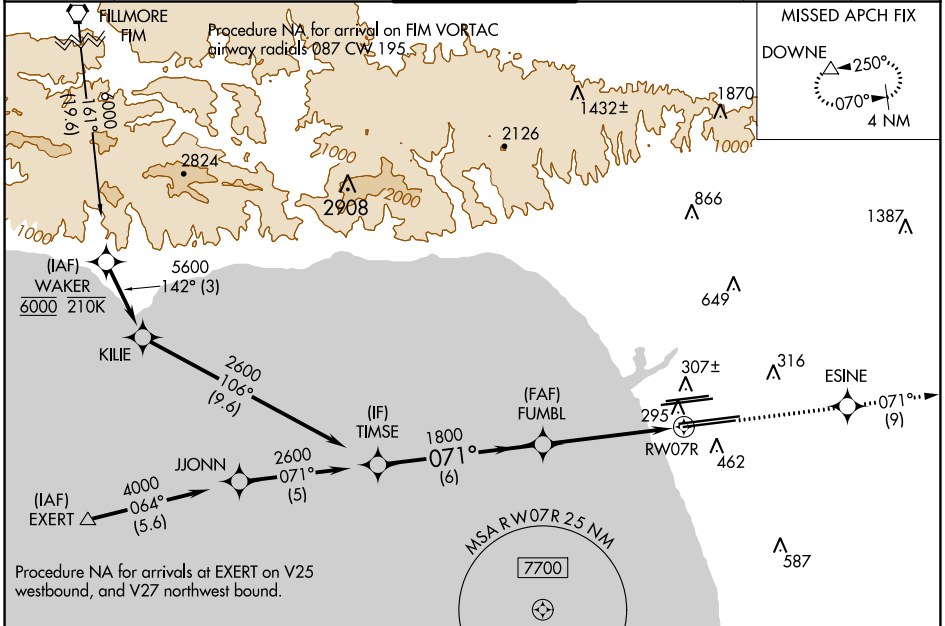 FILLMORE
FIM
Procedure NA for arrival on FIM VORTAC
airway radials 087 CW 195.
MISSED APCH FIX
DOWNE
250°
070°
4 NM
6000
161°
(19.6)
1432±
1870
1000
2126
1000
2824
2908
2000
1000
866
1387
(IAF)
WAKER
6000 210K
5600
142° (3)
649
KILIE
2600
106°
(9.6)
307±
316
295
ESINE
071°
(9)
(FAF)
FUMBL
(IF)
TIMSE
1800
071°
(6)
RW07R
462
JJONN
2600
071°
(5)
4000
064°
(5.6)
(IAF)
EXERT
MSA RW07R 25 NM
7700
587
Procedure NA for arrivals at EXERT on V25
westbound, and V27 northwest bound.